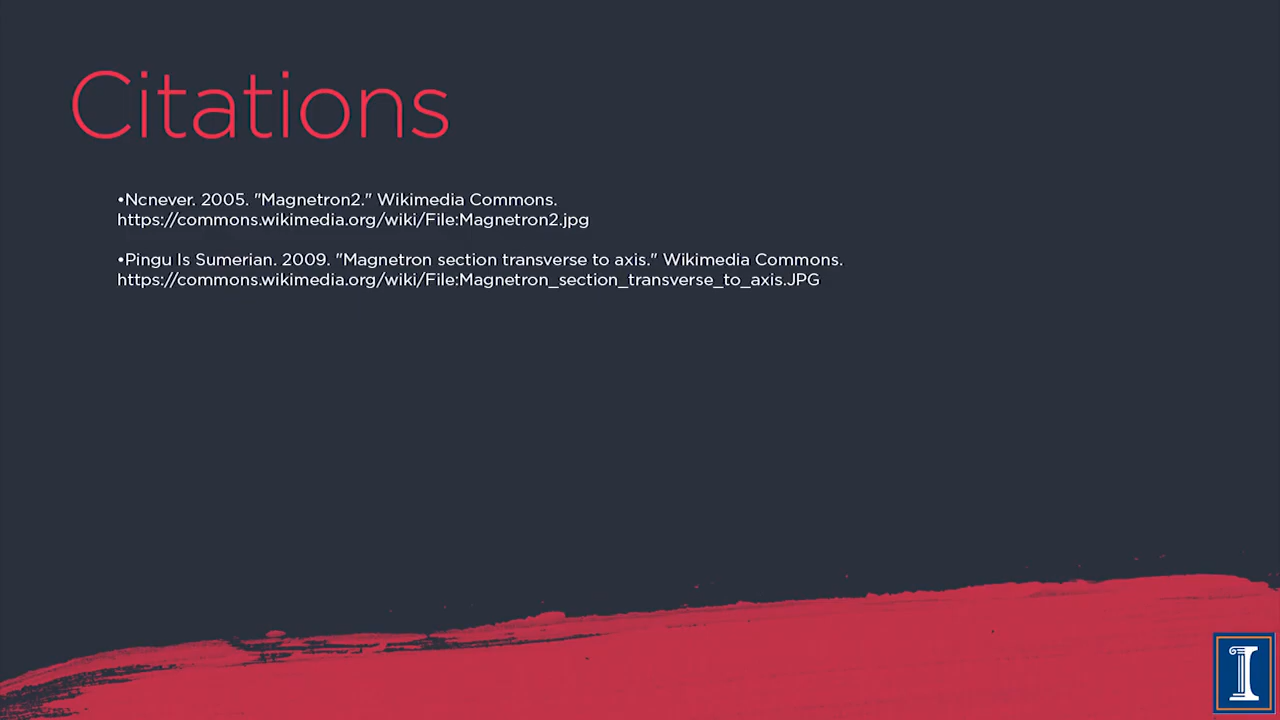 Citations
•Ncnever. 2005. "Magnetron2." Wikimedia Commons.
https://commons.wikimedia.org/wiki/File:Magnetron2.jpg
•Pingu Is Sumerian. 2009. "Magnetron section transverse to axis." Wikimedia Commons.
https://commons.wikimedia.org/wiki/File:Magnetron_section_transverse_to_axis.JPG
I